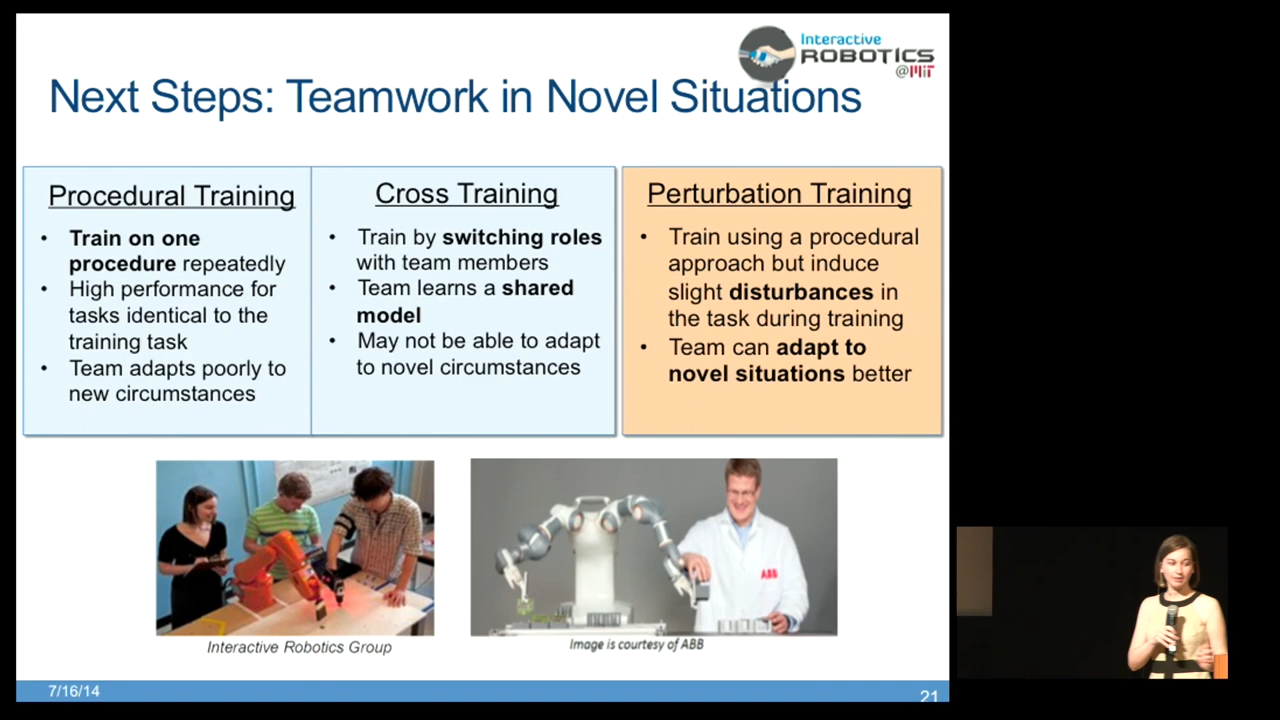 Interactive
ROBOTICS
@MIT
Next Steps: Teamwork in Novel Situations
Procedural Training
• Train on one
procedure repeatedly
• High performance for
tasks identical to the
training task
• Team adapts poorly to
new circumstances
Cross Training
• Train by switching roles
with team members
• Team learns a shared
model
• May not be able to adapt
to novel circumstances
Perturbation Training
• Train using a procedural
approach but induce
slight disturbances in
the task during training
• Team can adapt to
novel situations better
ABB
Interactive Robotics Group
Image is courtesy of ABB
7/16/14
21